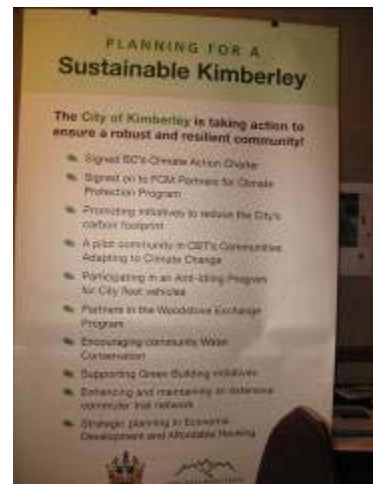 PLANNING FOR A
Sustainable Kimberley
The City of Kimberley is taking action to
ensure a robust and resilient community!
Signed BC's Climate Action Charter
Signed on to FCM Partners for Climate
Protection Program
Promoting initiatives to reduce the City's
carbon footprint
A pilot community in CBT's Communities
Adapting to Climate Change
Participating in an Anti-Idling Program
for City fleet vehicles
Partners in the Woodstove Exchange
Program
Encouraging community Water
Conservation
Supporting Green Building initiatives
Enhancing and maintaining an extensive
commuter trail network
Strategic planning in Economic
Development and Affordable Housing